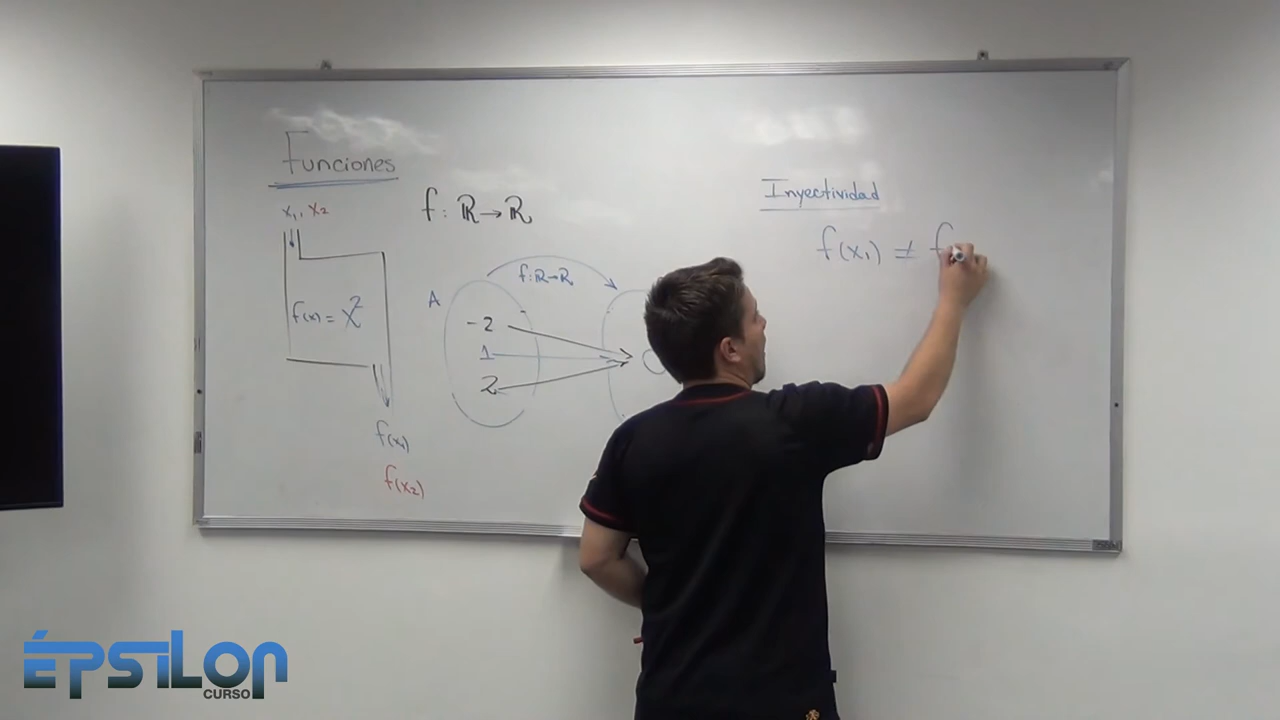 Funciones
x₁, x₂
f: ℝ→ℝ
f(x) = x²
f(x₁)
f(x₂)
A
f: ℝ→ℝ
-2
1
2
Inyectividad
f(x₁) ≠ f
ÉPSILON
CURSO